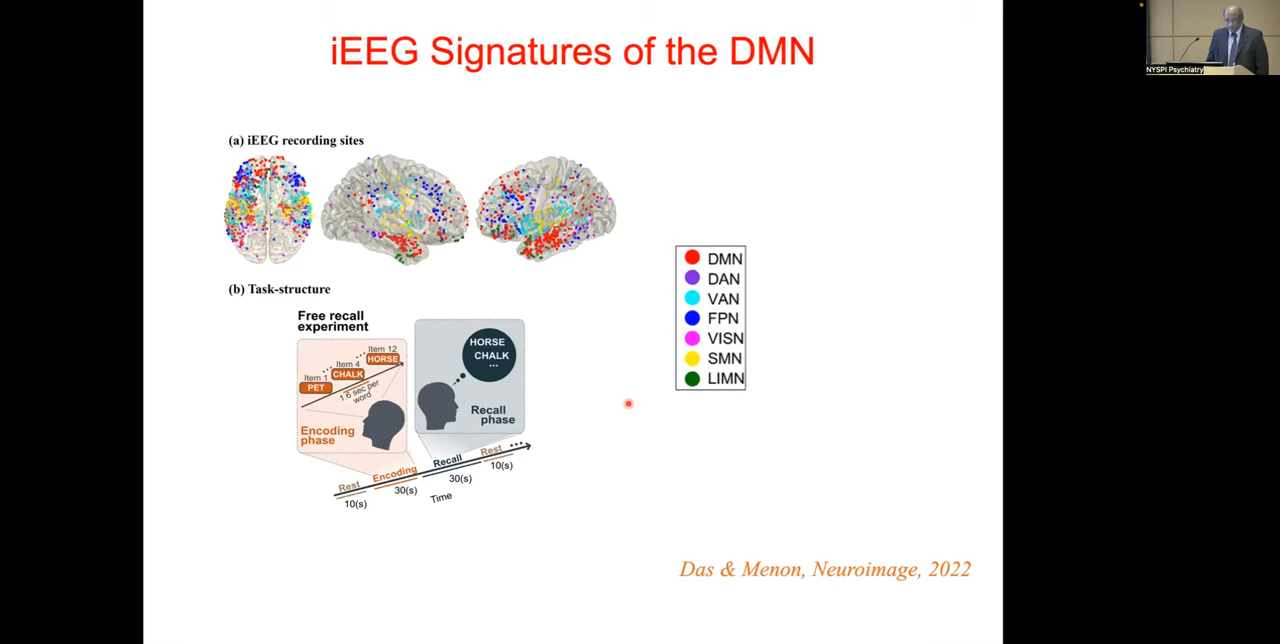 iEEG Signatures of the DMN
NYSPI Psychiatry
(a) iEEG recording sites
DMN
DAN
VAN
FPN
VISN
SMN
LIMN
(b) Task-structure
Free recall
experiment
Item 1
PET
Item 4
CHALK
Item 12
HORSE
1.6 sec per
word
Encoding
phase
HORSE
CHALK
...
Recall
phase
Rest
Encoding
Recall
Rest
10(s)
30(s)
30(s)
10(s)
Time
Das & Menon, Neuroimage, 2022